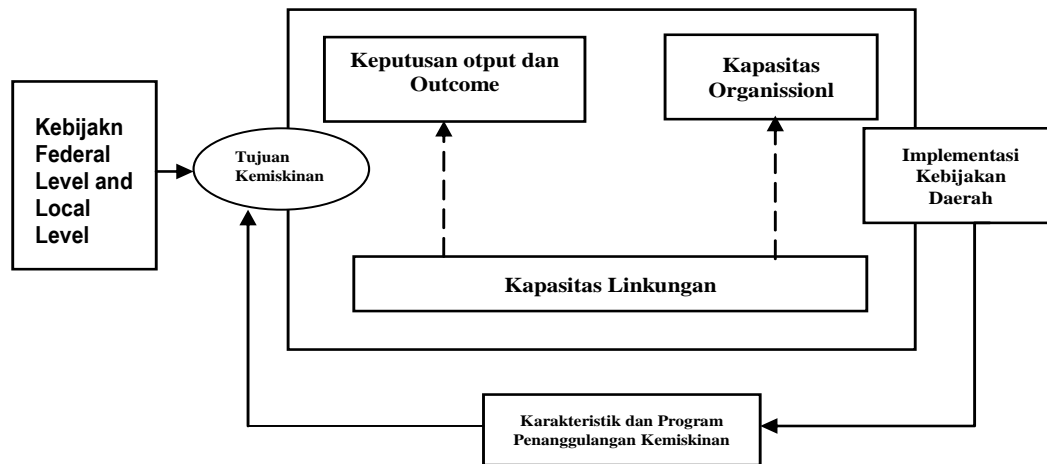 Kebijakn
Federal
Level and
Local
Level
Tujuan
Kemiskinan
Keputusan otput dan
Outcome
Kapasitas
Organissionl
Implementasi
Kebijakan
Daerah
Kapasitas Linkungan
Karakteristik dan Program
Penanggulangan Kemiskinan